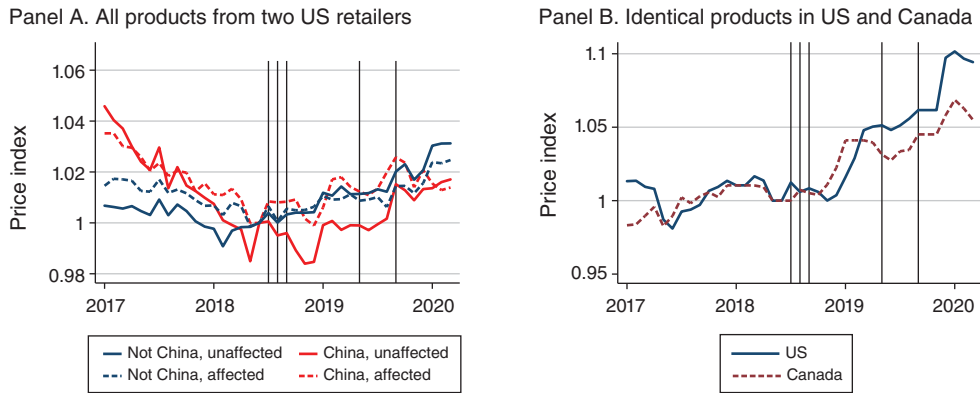 Panel A. All products from two US retailers
Price index
1.06
1.04
1.02
1
0.98
2017
2018
2019
2020
Not China, unaffected
China, unaffected
Not China, affected
China, affected
Panel B. Identical products in US and Canada
Price index
1.1
1.05
1
0.95
2017
2018
2019
2020
US
Canada